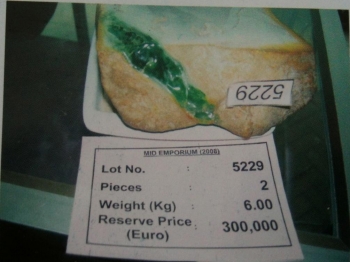 5229
MID EMPORIUM (2008)
Lot No. : 5229
Pieces : 2
Weight (Kg) : 6.00
Reserve Price : 300,000
(Euro)